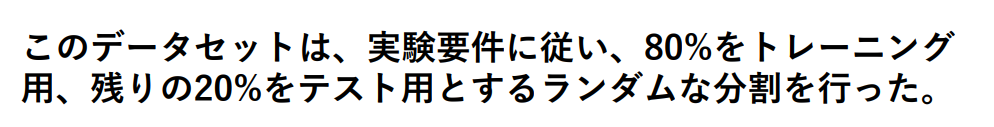 このデータセットは、実験要件に従い、80%をトレーニング
用、残りの20%をテスト用とするランダムな分割を行った。